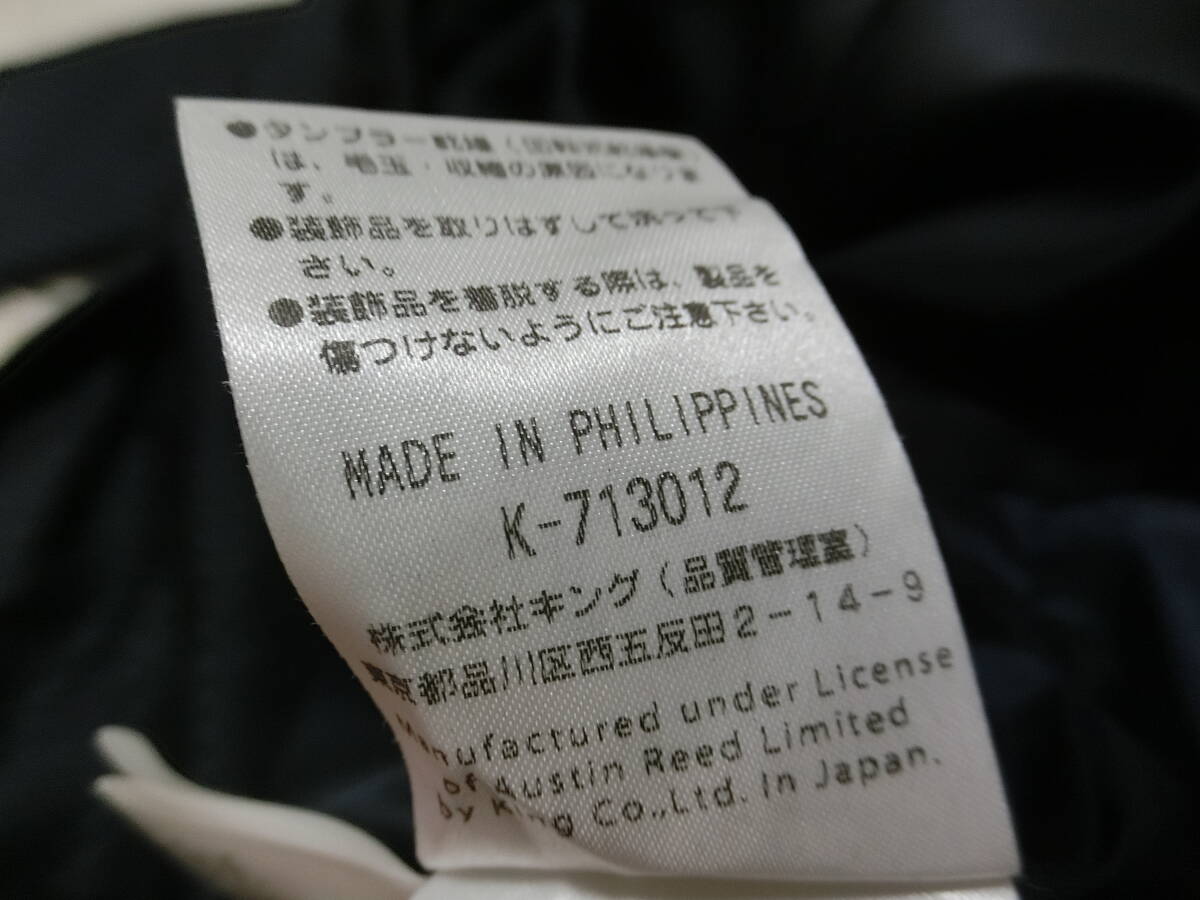 ●タンブラー乾燥（回転式乾燥機）
は、毛玉・収縮の原因になりま
す。
●装飾品を取りはずして洗って下
さい。
●装飾品を着脱する際は、製品を
傷つけないようにご注意下さい。
MADE IN PHILIPPINES
K-713012
株式会社キング（品質管理室）
東京都品川区西五反田2-14-9
Manufactured under License
of Austin Reed Limited
by King Co.,Ltd. in Japan.